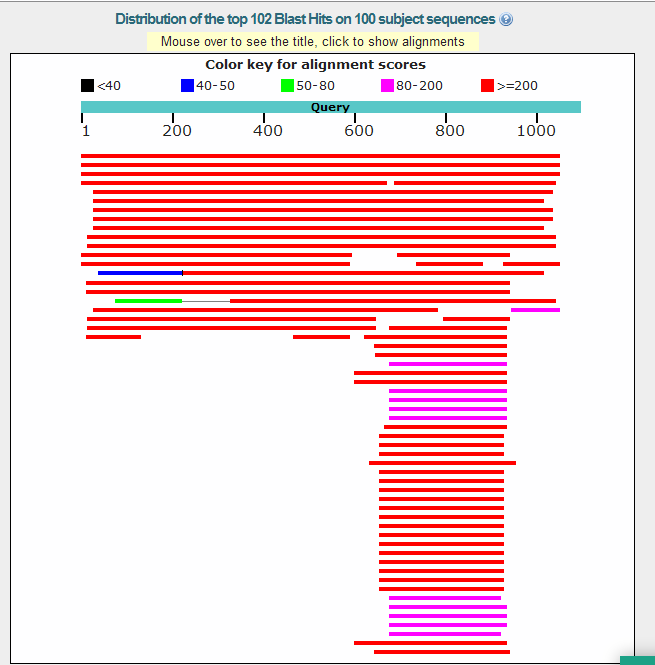 Distribution of the top 102 Blast Hits on 100 subject sequences ?
Mouse over to see the title, click to show alignments
Color key for alignment scores
<40 40-50 50-80 80-200 >=200
Query
1 200 400 600 800 1000